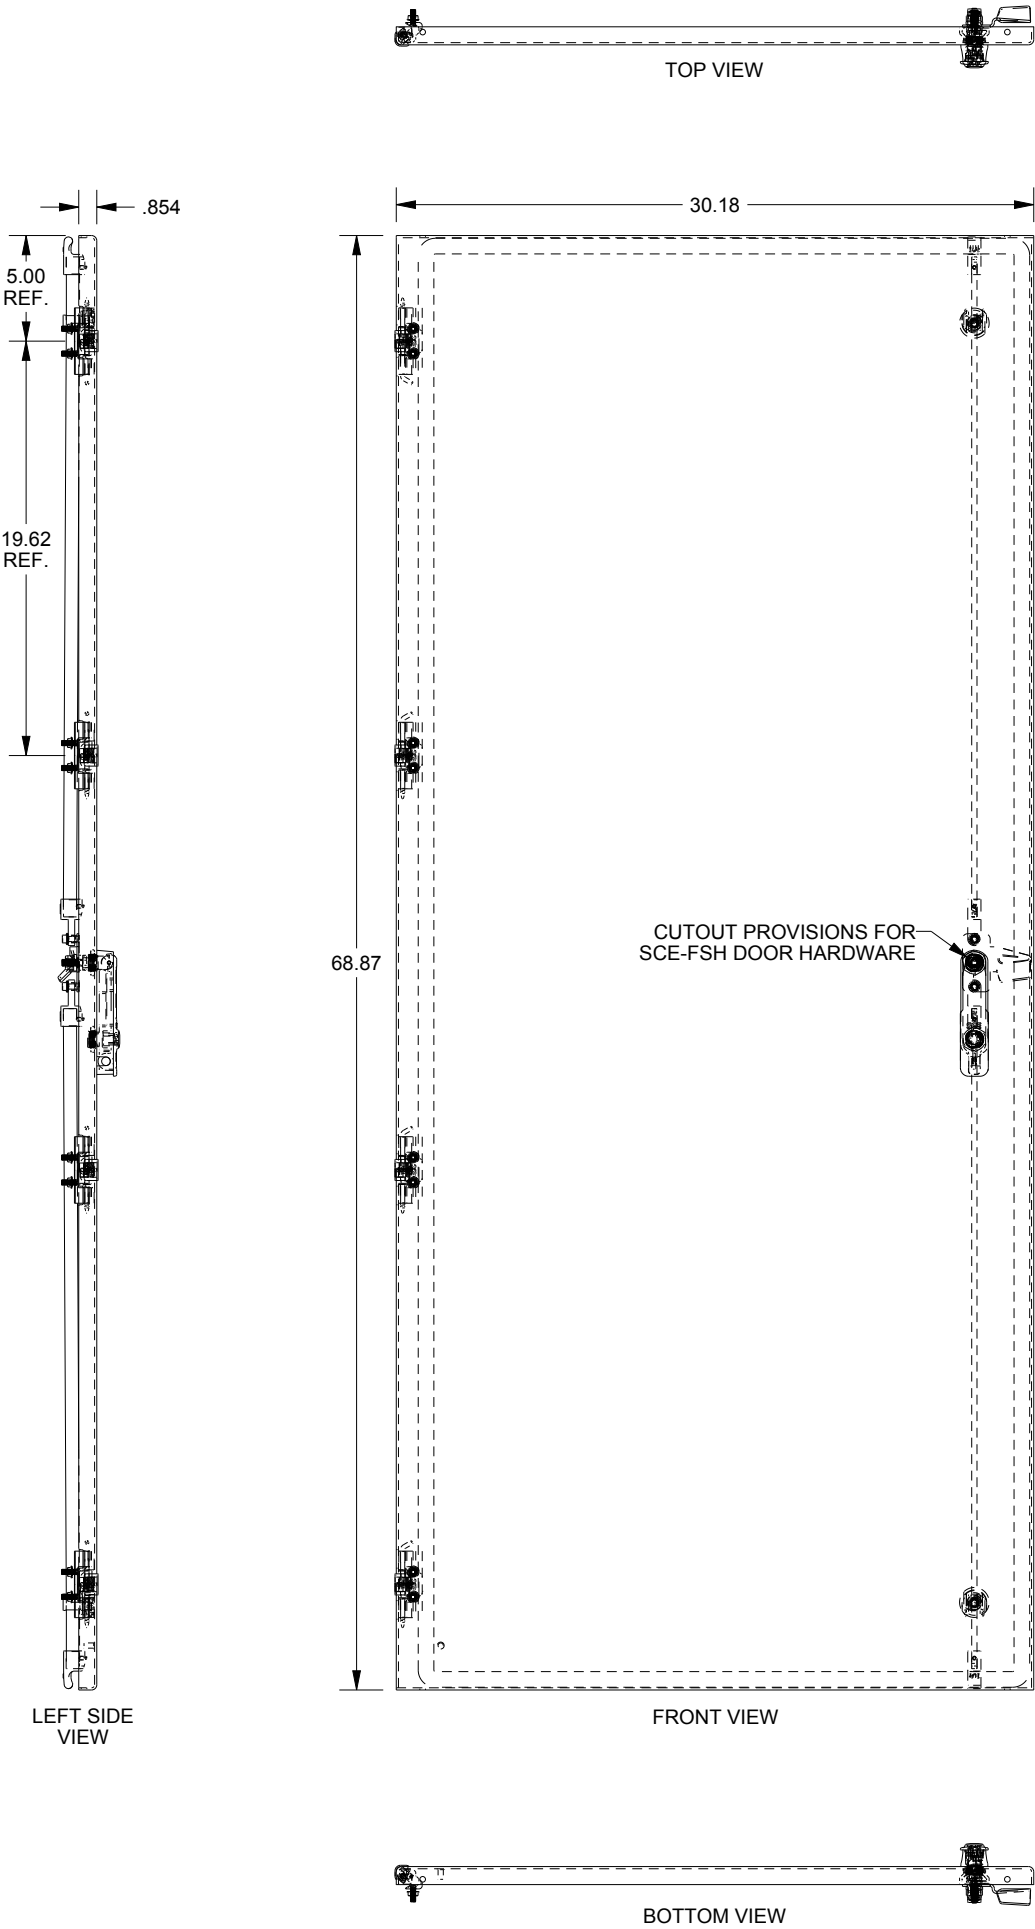 TOP VIEW
.854
30.18
5.00
REF.
19.62
REF.
68.87
CUTOUT PROVISIONS FOR
SCE-FSH DOOR HARDWARE
LEFT SIDE
VIEW
FRONT VIEW
BOTTOM VIEW